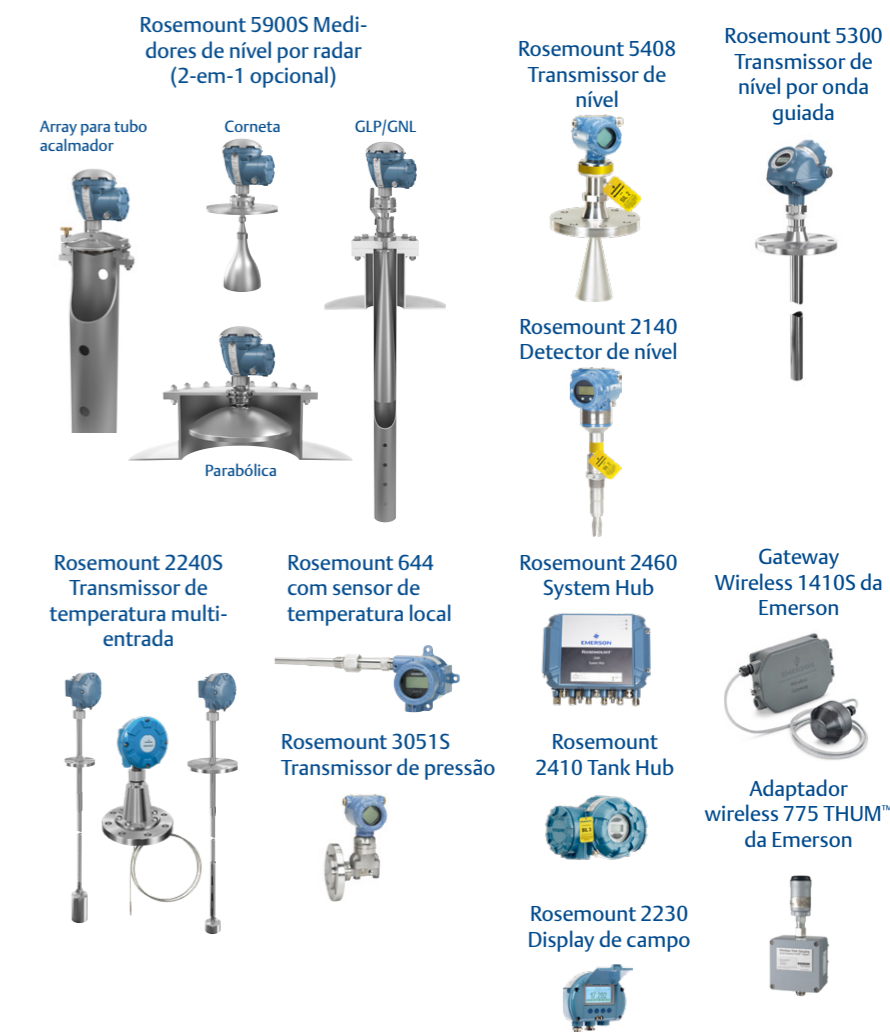 Rosemount 5900S Medi-
dores de nível por radar
(2-em-1 opcional)
Array para tubo
acalmador
Corneta
GLP/GNL
Parabólica
Rosemount 5408
Transmissor de
nível
Rosemount 5300
Transmissor de
nível por onda
guiada
Rosemount 2140
Detector de nível
Rosemount 2240S
Transmissor de
temperatura multi-
entrada
Rosemount 644
com sensor de
temperatura local
Rosemount 3051S
Transmissor de pressão
Rosemount 2460
System Hub
EMERSON
ROSEMOUNT
Rosemount
2410 Tank Hub
Rosemount 2230
Display de campo
Gateway
Wireless 1410S da
Emerson
Adaptador
wireless 775 THUM™
da Emerson